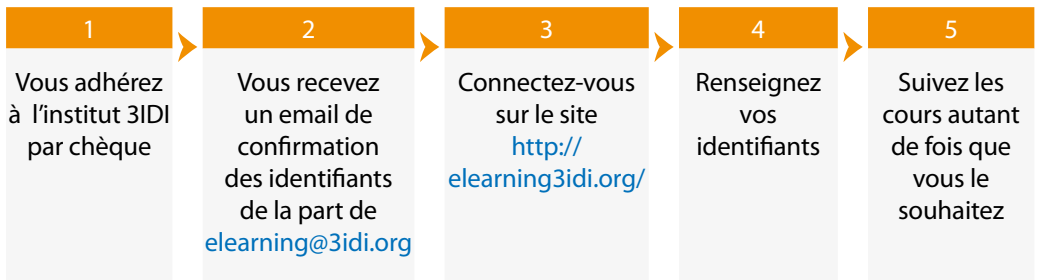 1
Vous adhérez
à l'institut 3IDI
par chèque
2
Vous recevez
un email de
confirmation
des identifiants
de la part de
elearning@3idi.org
3
Connectez-vous
sur le site
http://
elearning3idi.org/
4
Renseignez
vos
identifiants
5
Suivez les
cours autant
de fois que
vous le
souhaitez